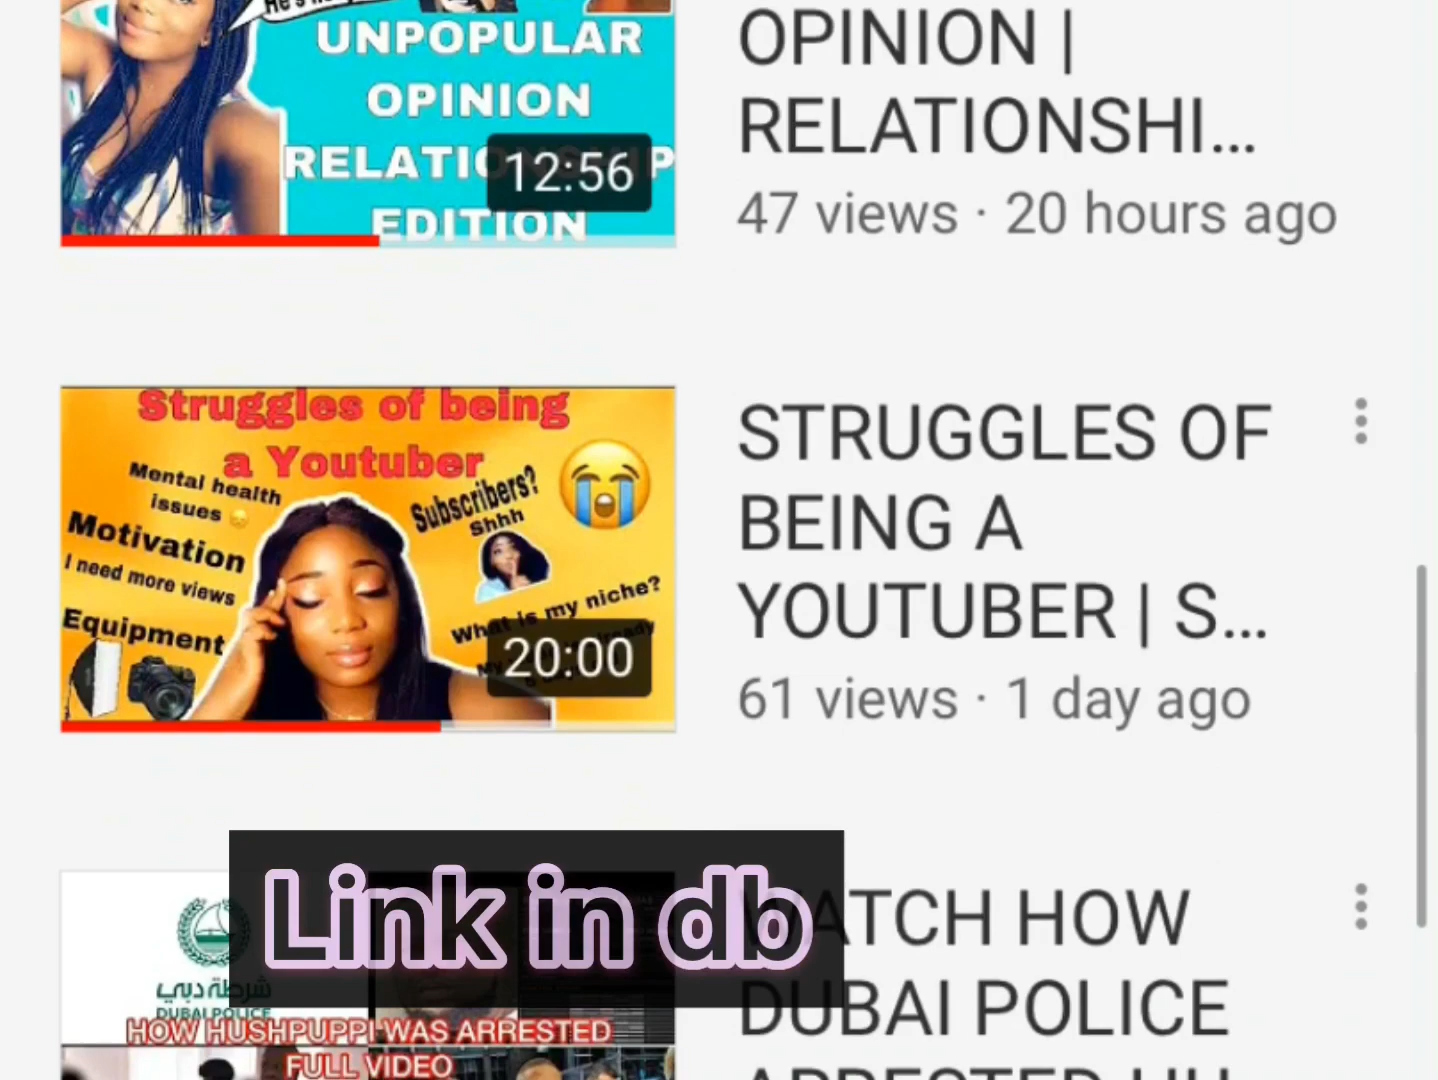 UNPOPULAR
OPINION
EDITION
12:56
OPINION |
RELATIONSHI...
47 views · 20 hours ago
Struggles of being
a Youtuber
Mental health
issues
Motivation
I need more views
Equipment
Subscribers?
Shhh
What is my niche?
20:00
STRUGGLES OF
BEING A
YOUTUBER | S...
61 views · 1 day ago
Link in db
شرطة دبي
DUBAI POLICE
HOW HUSHPUPPI WAS ARRESTED
FULL VIDEO
WATCH HOW
DUBAI POLICE